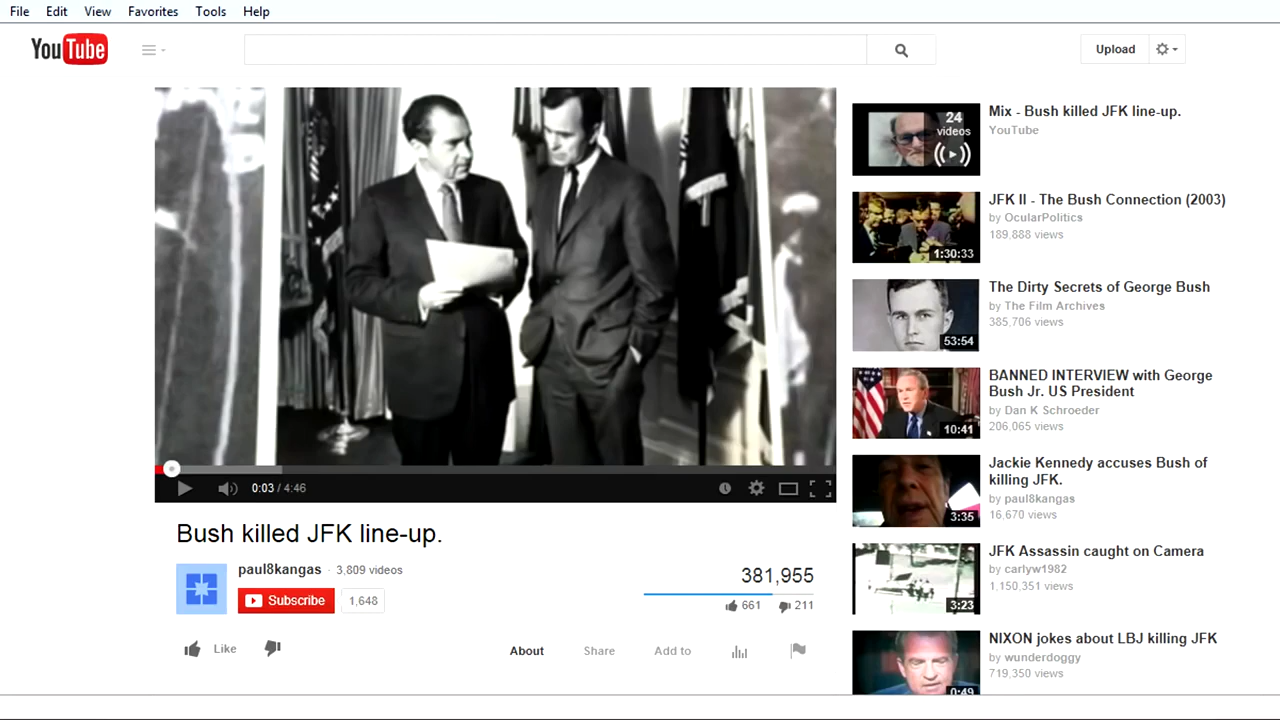 File Edit View Favorites Tools Help
YouTube
Upload
0:03 / 4:46
Bush killed JFK line-up.
paul8kangas · 3,809 videos
Subscribe 1,648
381,955
661 211
Like
About Share Add to
24 videos
Mix - Bush killed JFK line-up.
YouTube
1:30:33
JFK II - The Bush Connection (2003)
by OcularPolitics
189,888 views
53:54
The Dirty Secrets of George Bush
by The Film Archives
385,706 views
10:41
BANNED INTERVIEW with George
Bush Jr. US President
by Dan K Schroeder
206,065 views
3:35
Jackie Kennedy accuses Bush of
killing JFK.
by paul8kangas
16,670 views
3:23
JFK Assassin caught on Camera
by carlyw1982
1,150,351 views
0:49
NIXON jokes about LBJ killing JFK
by wunderdoggy
719,350 views